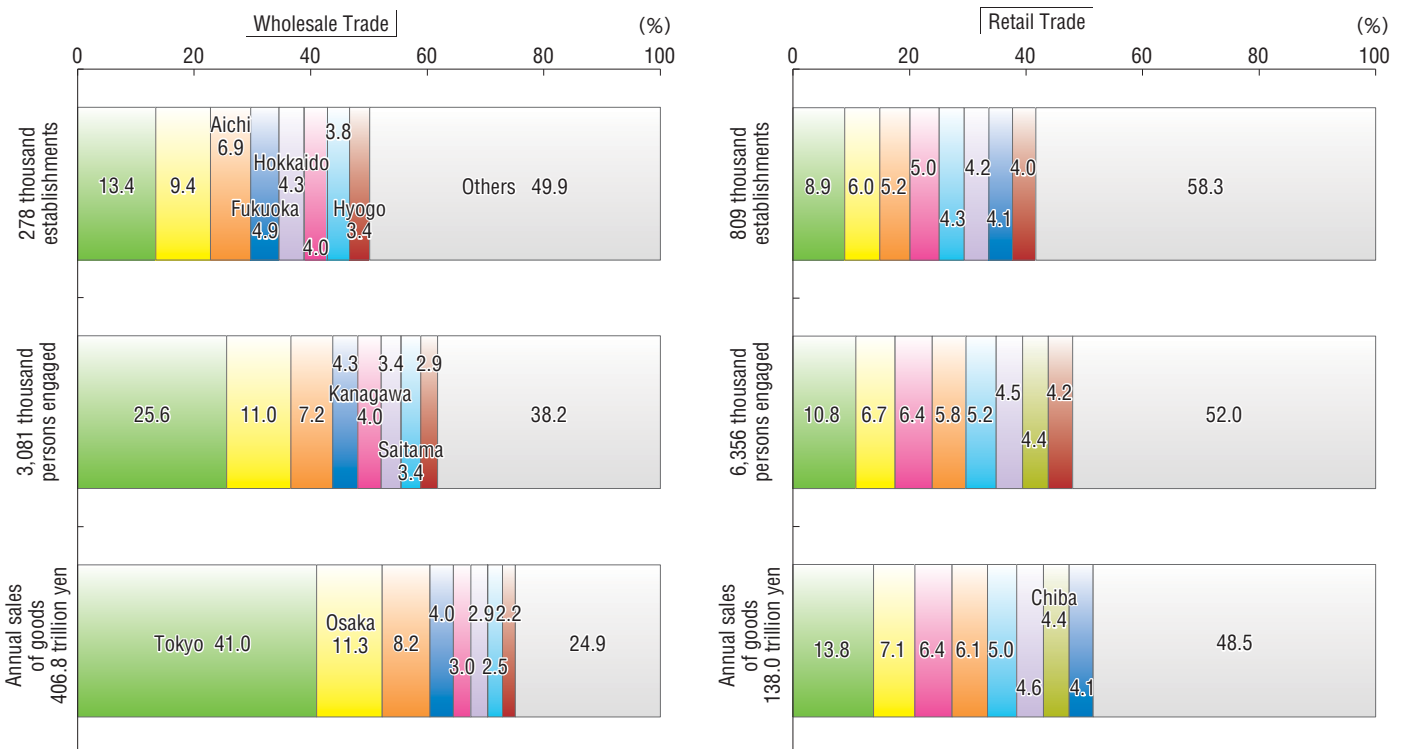 Wholesale Trade
(%)
0 20 40 60 80 100
278 thousand
establishments
13.4
9.4
Aichi
6.9
Fukuoka
4.9
Hokkaido
4.3
4.0
3.8
Hyogo
3.4
Others 49.9
3,081 thousand
persons engaged
25.6
11.0
7.2
4.3
Kanagawa
4.0
3.4
Saitama
3.4
2.9
38.2
Annual sales
of goods
406.8 trillion yen
Tokyo 41.0
Osaka
11.3
8.2
4.0
3.0
2.9
2.5
2.2
24.9
Retail Trade
(%)
0 20 40 60 80 100
809 thousand
establishments
8.9
6.0
5.2
5.0
4.3
4.2
4.1
4.0
58.3
6,356 thousand
persons engaged
10.8
6.7
6.4
5.8
5.2
4.5
4.4
4.2
52.0
Annual sales
of goods
138.0 trillion yen
13.8
7.1
6.4
6.1
5.0
4.6
Chiba
4.4
4.1
48.5